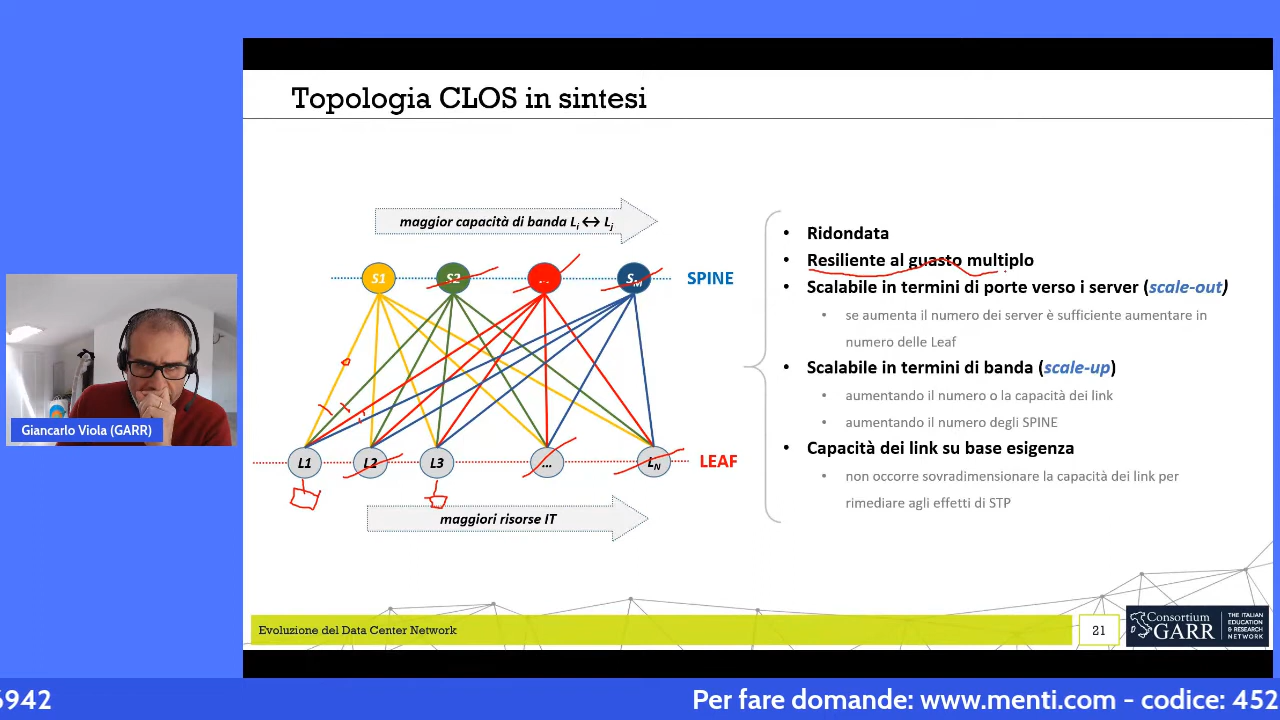 Topologia CLOS in sintesi
maggior capacità di banda Li ↔ Lj
S1 S2 ... SM SPINE
L1 L2 L3 ... LN LEAF
maggiori risorse IT
• Ridondata
• Resiliente al guasto multiplo
• Scalabile in termini di porte verso i server (scale-out)
• se aumenta il numero dei server è sufficiente aumentare in
numero delle Leaf
• Scalabile in termini di banda (scale-up)
• aumentando il numero o la capacità dei link
• aumentando il numero degli SPINE
• Capacità dei link su base esigenza
• non occorre sovradimensionare la capacità dei link per
rimediare agli effetti di STP
Giancarlo Viola (GARR)
Evoluzione del Data Center Network
21
Consortium
GARR
THE ITALIAN
EDUCATION
& RESEARCH
NETWORK
6942
Per fare domande: www.menti.com - codice: 452